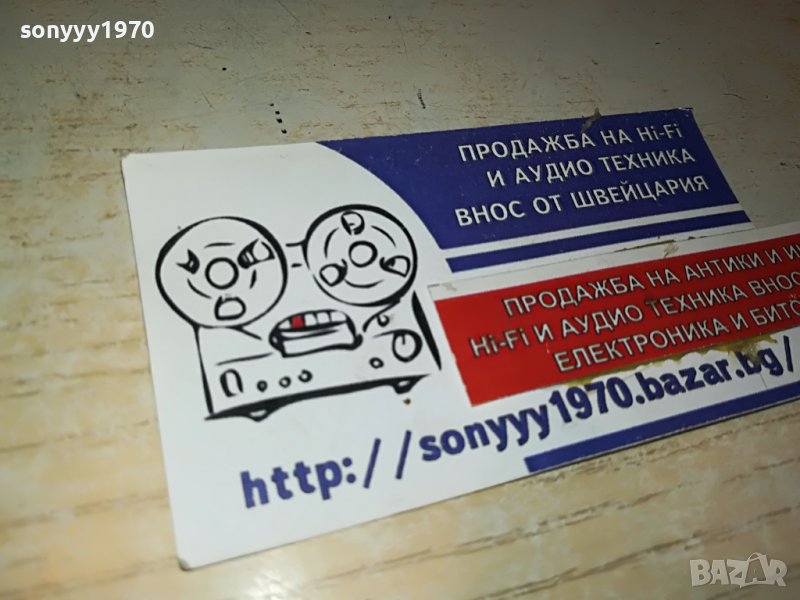 sonyyy1970
ПРОДАЖБА НА Hi-Fi
И АУДИО ТЕХНИКА
ВНОС ОТ ШВЕЙЦАРИЯ
ПРОДАЖБА НА АНТИКИ И
Hi-Fi И АУДИО ТЕХНИКА ВНОС
ЕЛЕКТРОНИКА И
http://sonyyy1970.bazar.bg/
BAZAR